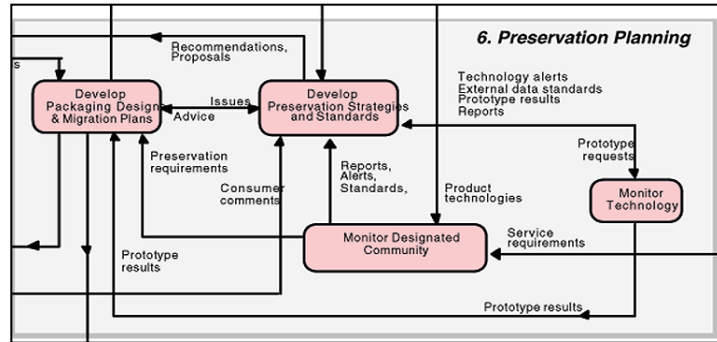 6. Preservation Planning
Recommendations,
Proposals
s
Develop
Packaging Designs
& Migration Plans
Issues
Advice
Develop
Preservation Strategies
and Standards
Technology alerts
External data standards
Prototype results
Reports
Prototype
requests
Preservation
requirements
Consumer
comments
Reports,
Alerts,
Standards,
Product
technologies
Monitor
Technology
Monitor Designated
Community
Service
requirements
Prototype
results
Prototype results